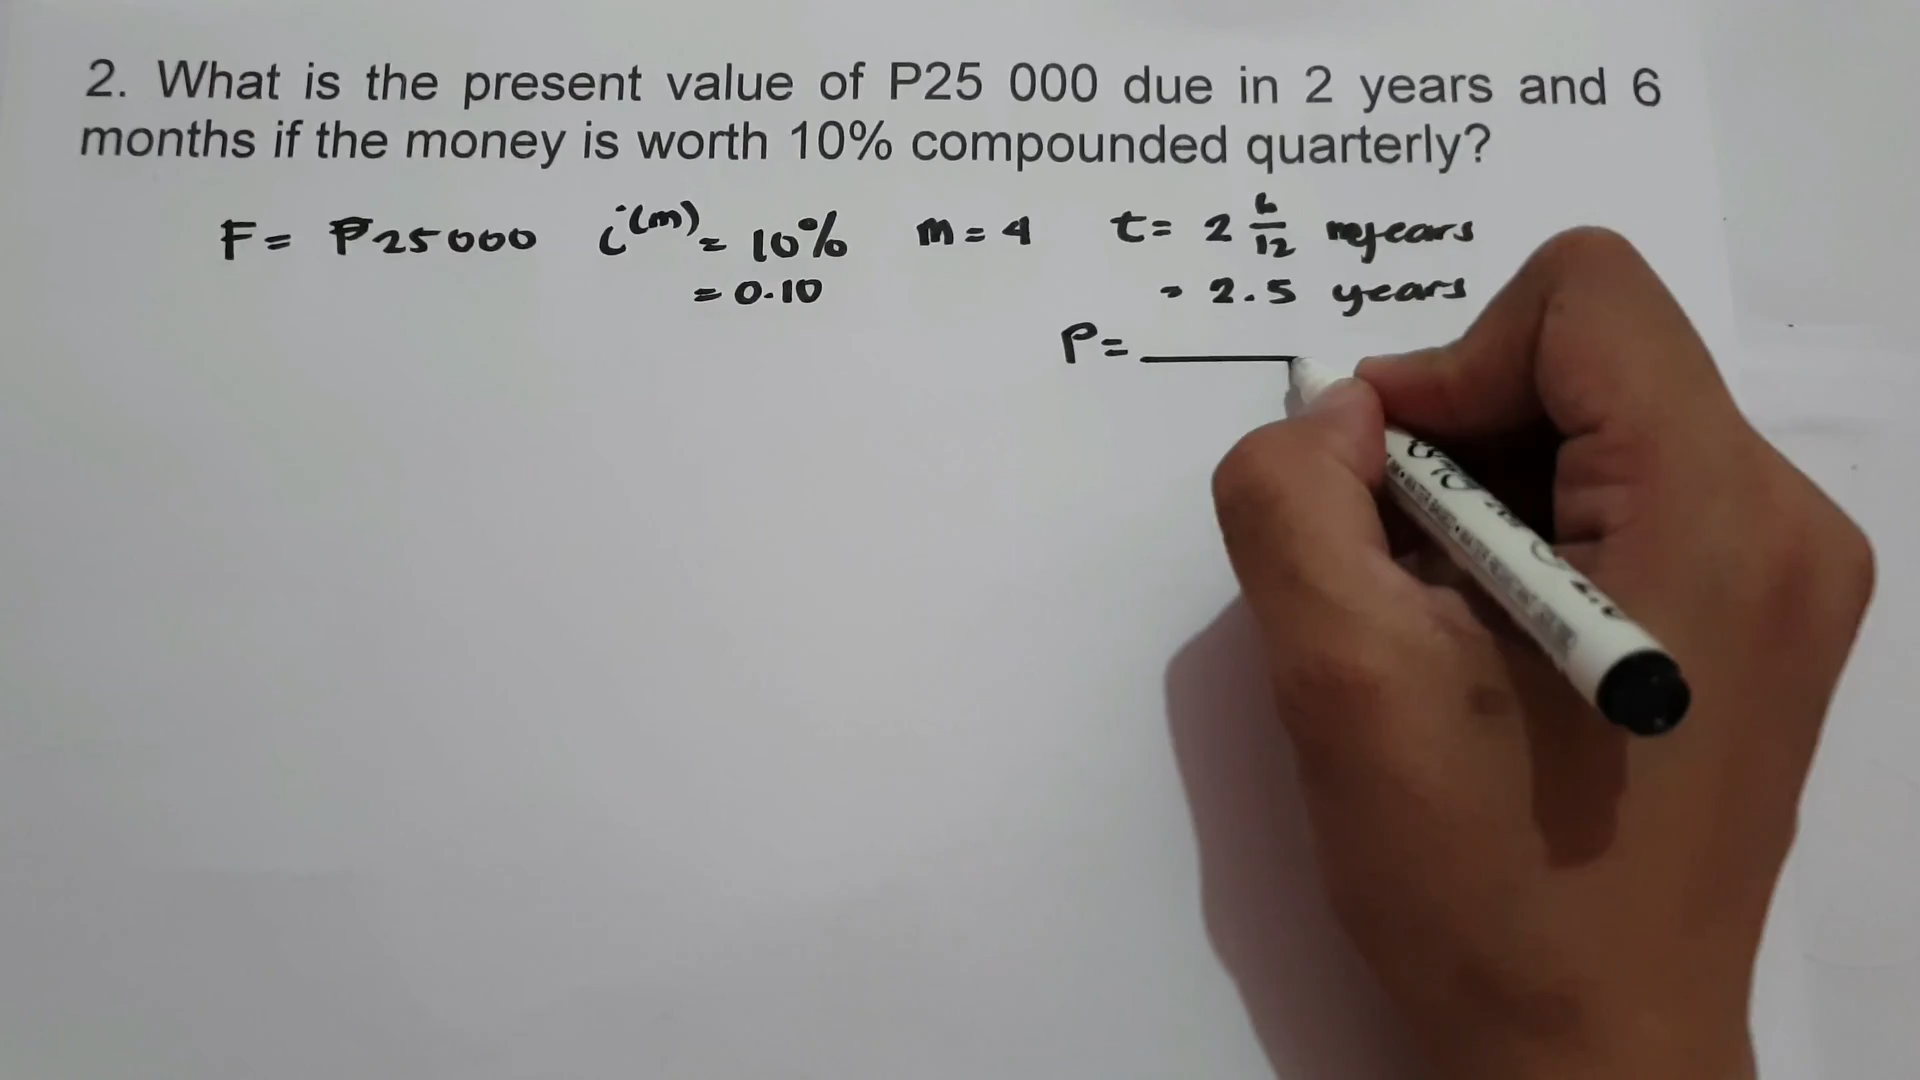 2. What is the present value of P25 000 due in 2 years and 6
months if the money is worth 10% compounded quarterly?
F = ₱25000 i^(m) = 10% m = 4 t = 2 6/12 years
= 0.10 = 2.5 years
P =